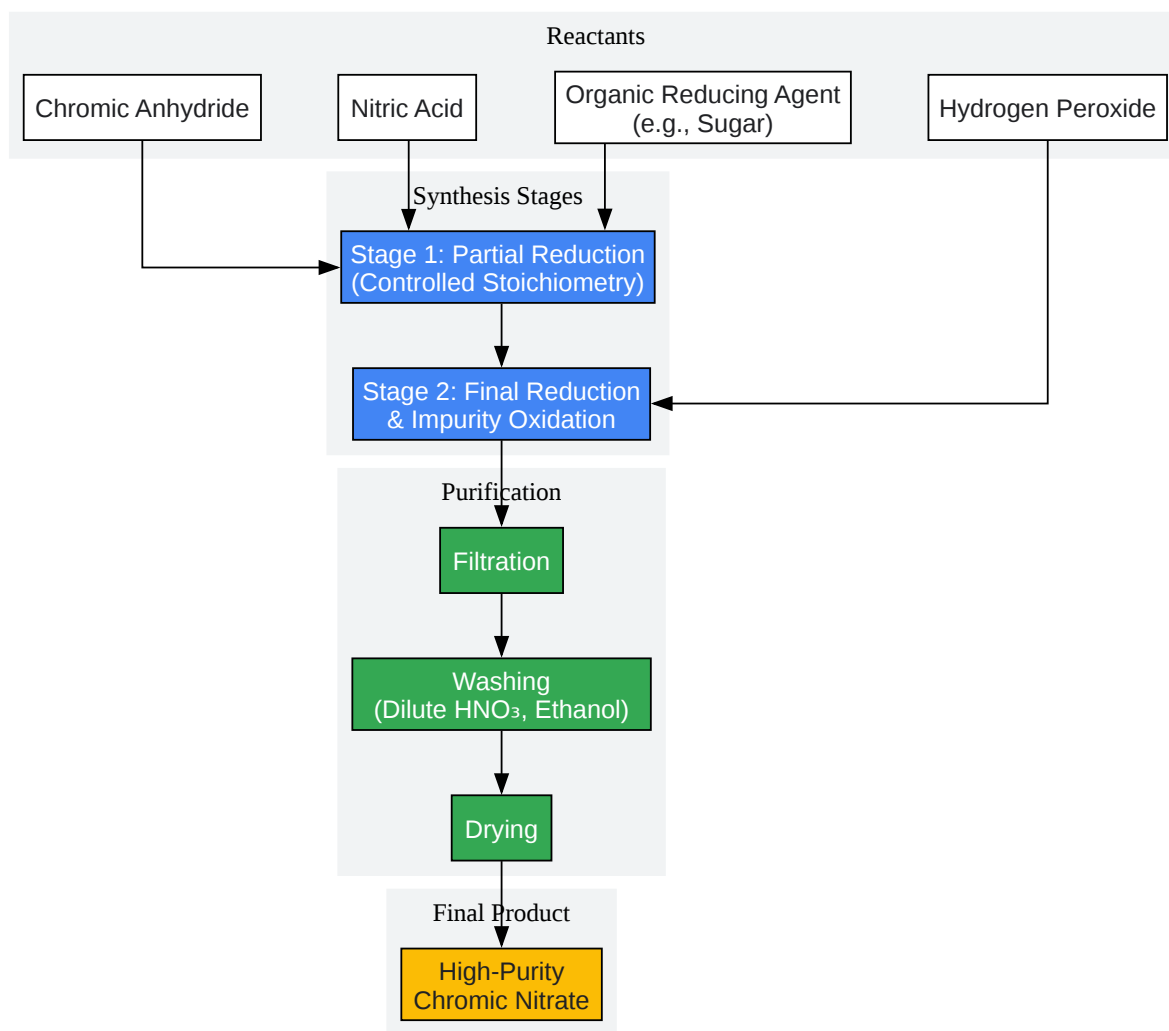 Reactants
Chromic Anhydride
Nitric Acid
Organic Reducing Agent
(e.g., Sugar)
Hydrogen Peroxide
Synthesis Stages
Stage 1: Partial Reduction
(Controlled Stoichiometry)
Stage 2: Final Reduction
& Impurity Oxidation
Purification
Filtration
Washing
(Dilute HNO₃, Ethanol)
Drying
Final Product
High-Purity
Chromic Nitrate